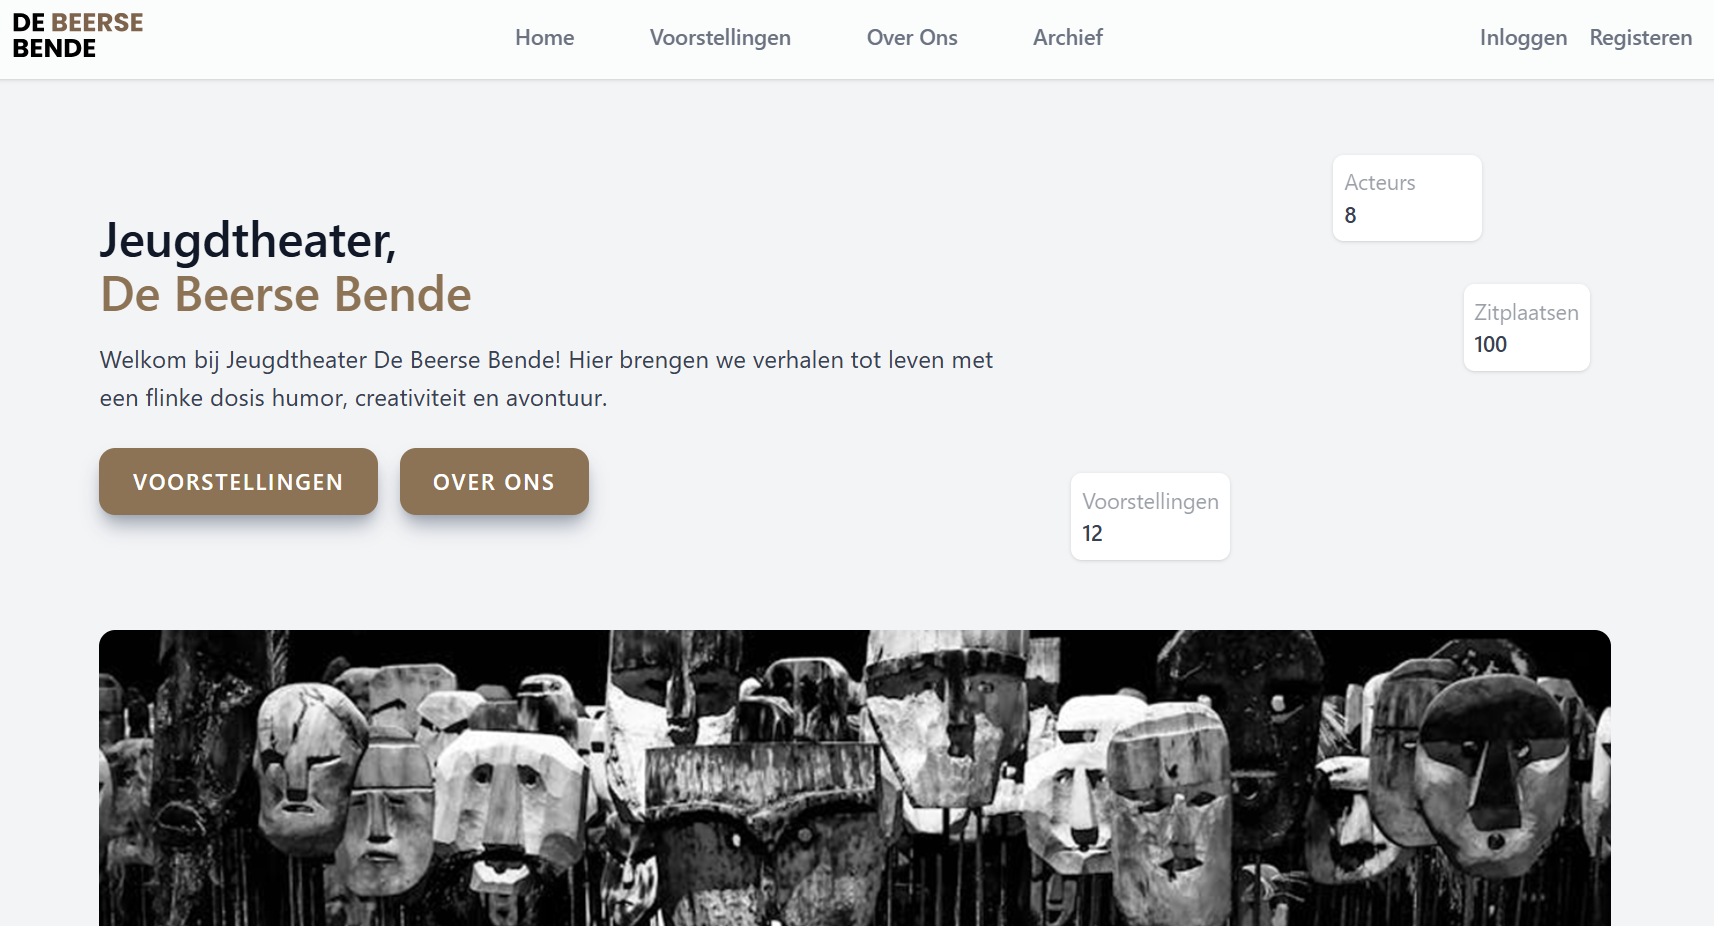 DE BEERSE
BENDE
Home
Voorstellingen
Over Ons
Archief
Inloggen
Registeren
Jeugdtheater,
De Beerse Bende
Welkom bij Jeugdtheater De Beerse Bende! Hier brengen we verhalen tot leven met
een flinke dosis humor, creativiteit en avontuur.
VOORSTELLINGEN
OVER ONS
Acteurs
8
Zitplaatsen
100
Voorstellingen
12